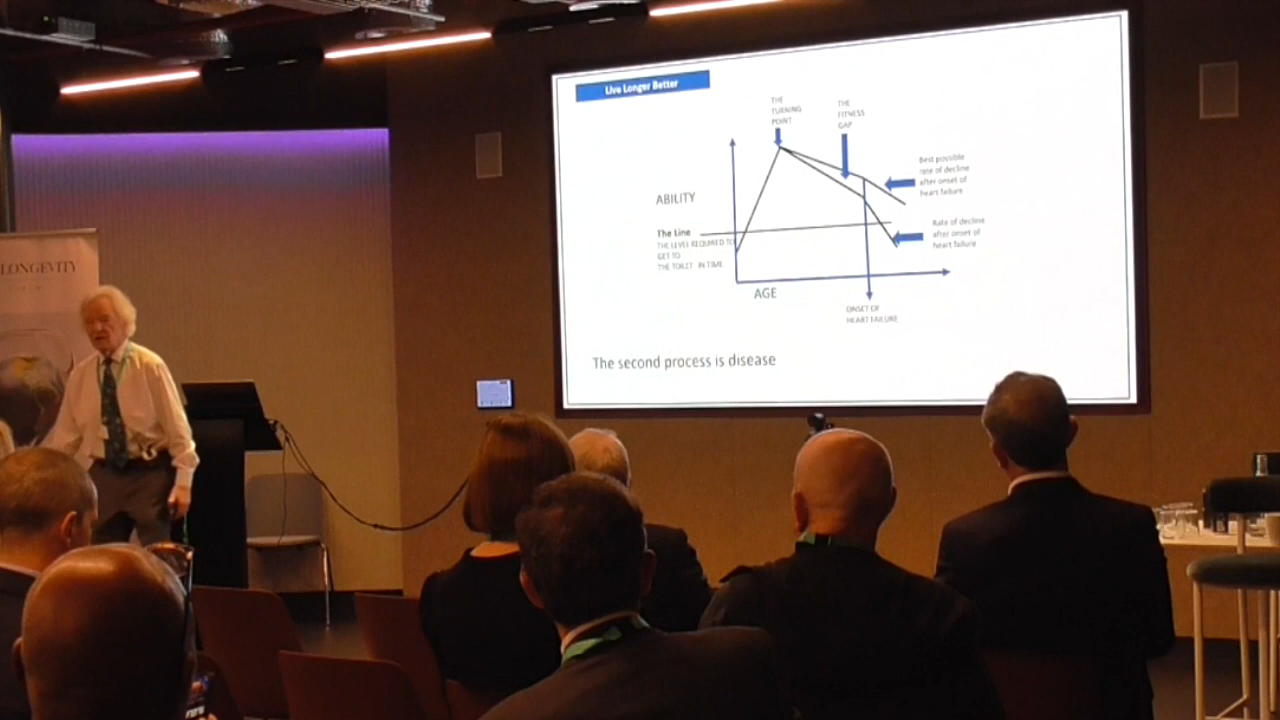 Live Longer Better
THE
TURNING
POINT
THE
FITNESS
GAP
Best possible
rate of decline
after onset of
heart failure
ABILITY
The Line
THE LEVEL REQUIRED TO
GET TO
THE TOILET IN TIME
Rate of decline
after onset of
heart failure
AGE
ONSET OF
HEART FAILURE
The second process is disease
LONGEVITY